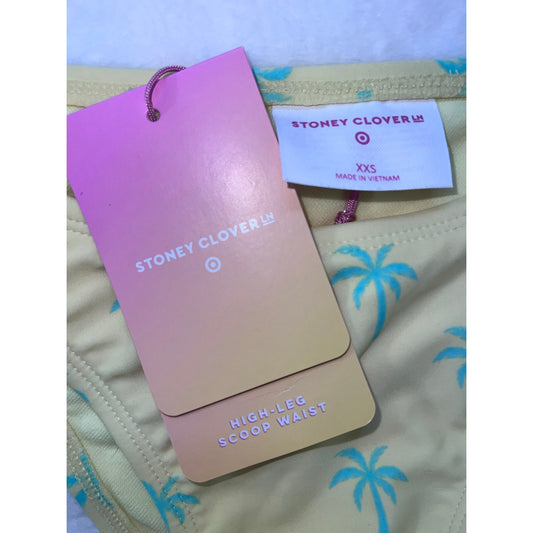 STONEY CLOVER LN
XXS
MADE IN VIETNAM
STONEY CLOVER LN
HIGH-LEG
SCOOP WAIST